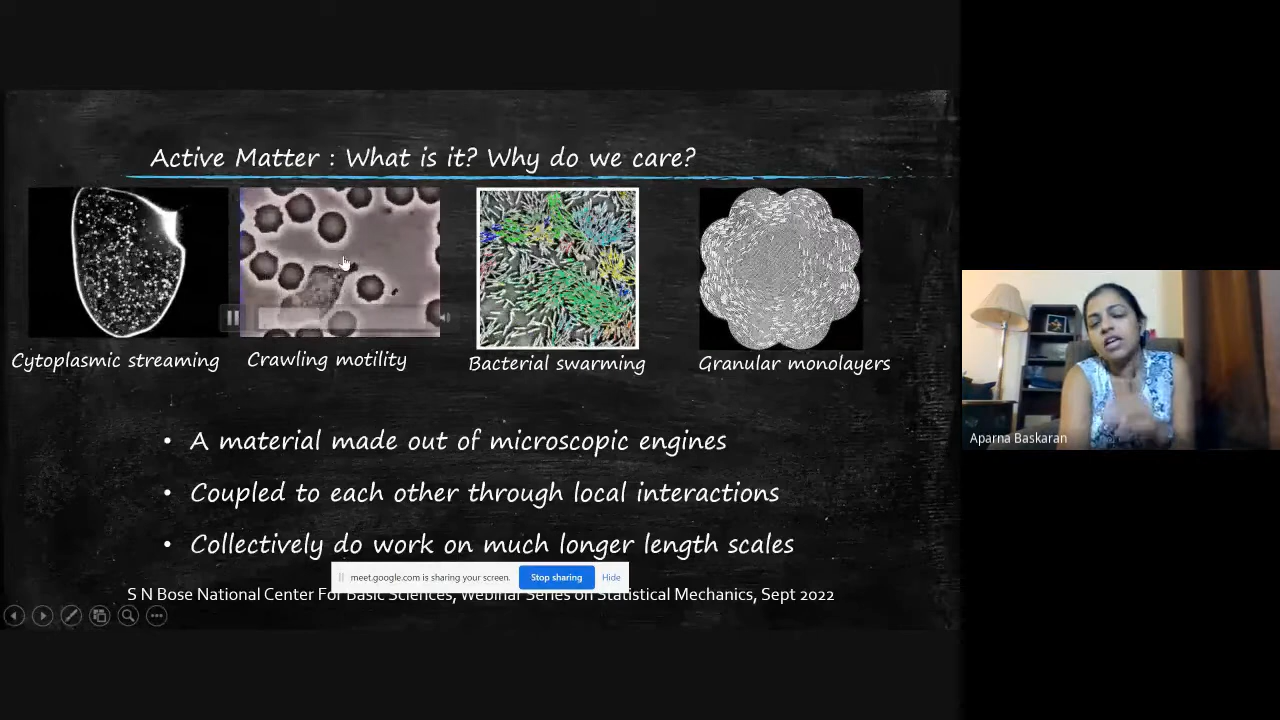 Active Matter : What is it? Why do we care?
Cytoplasmic streaming
Crawling motility
Bacterial swarming
Granular monolayers
• A material made out of microscopic engines
• Coupled to each other through local interactions
• Collectively do work on much longer length scales
meet.google.com is sharing your screen.
Stop sharing
Hide
S N Bose National Center For Basic Sciences, Webinar Series on Statistical Mechanics, Sept 2022
Aparna Baskaran